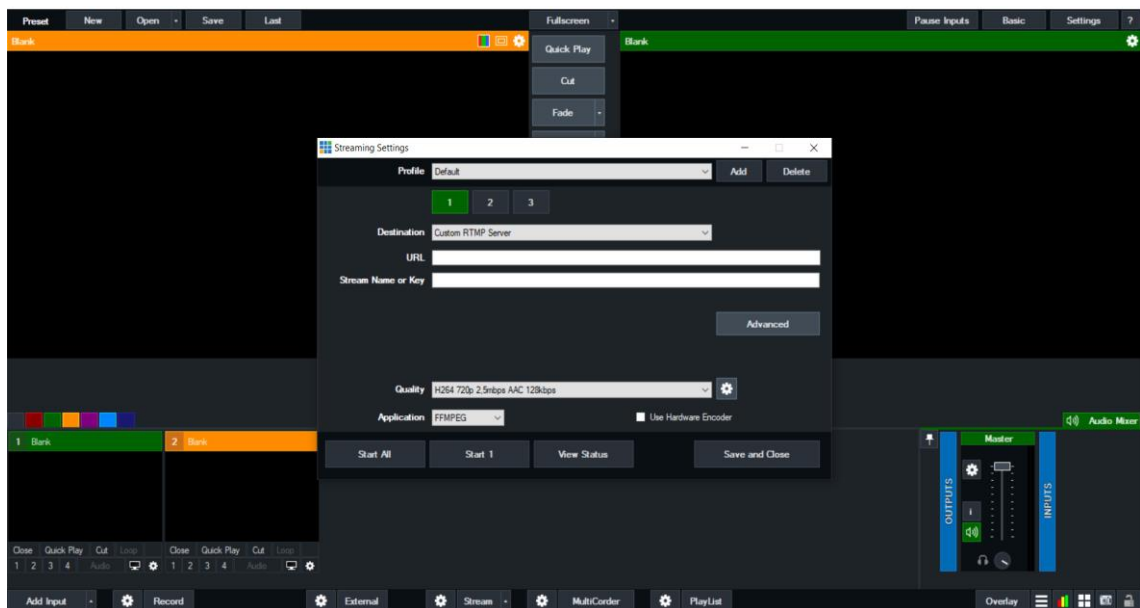 Preset New Open Save Last Fullscreen Pause Inputs Basic Settings ?
Blank Blank
Quick Play
Cut
Fade
Streaming Settings
Profile Default Add Delete
1 2 3
Destination Custom RTMP Server
URL
Stream Name or Key
Advanced
Quality H264 720p 2.5mbps AAC 128kbps
Application FFMPEG Use Hardware Encoder
Audio Mixer
1 Blank 2 Blank Master
Start All Start 1 View Status Save and Close
OUTPUTS INPUTS
i
Close Quick Play Cut Loop Close Quick Play Cut Loop
1 2 3 4 Audio 1 2 3 4 Audio
Add Input Record External Stream MultiCorder PlayList Overlay